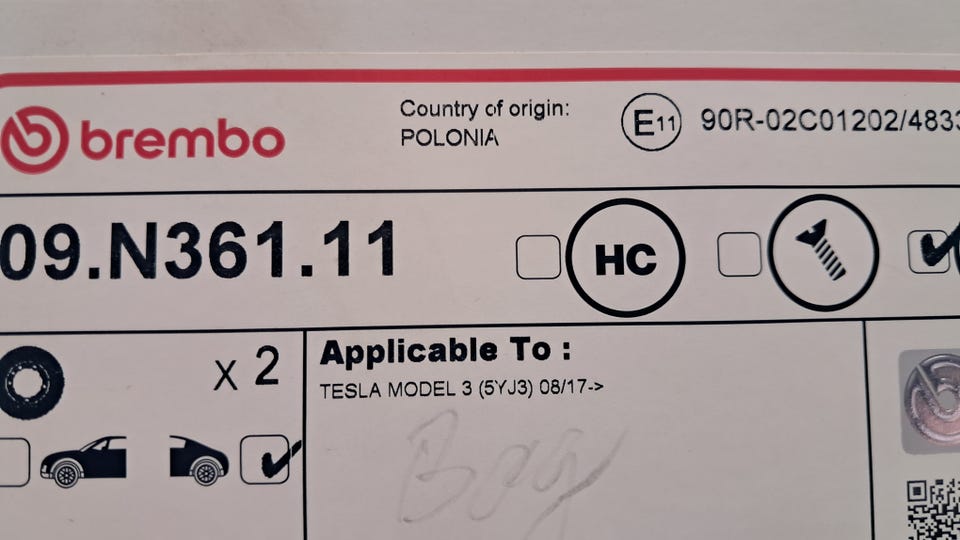 brembo
Country of origin:
POLONIA
E11
90R-02C01202/4833
09.N361.11
HC
x 2
Applicable To :
TESLA MODEL 3 (5YJ3) 08/17->